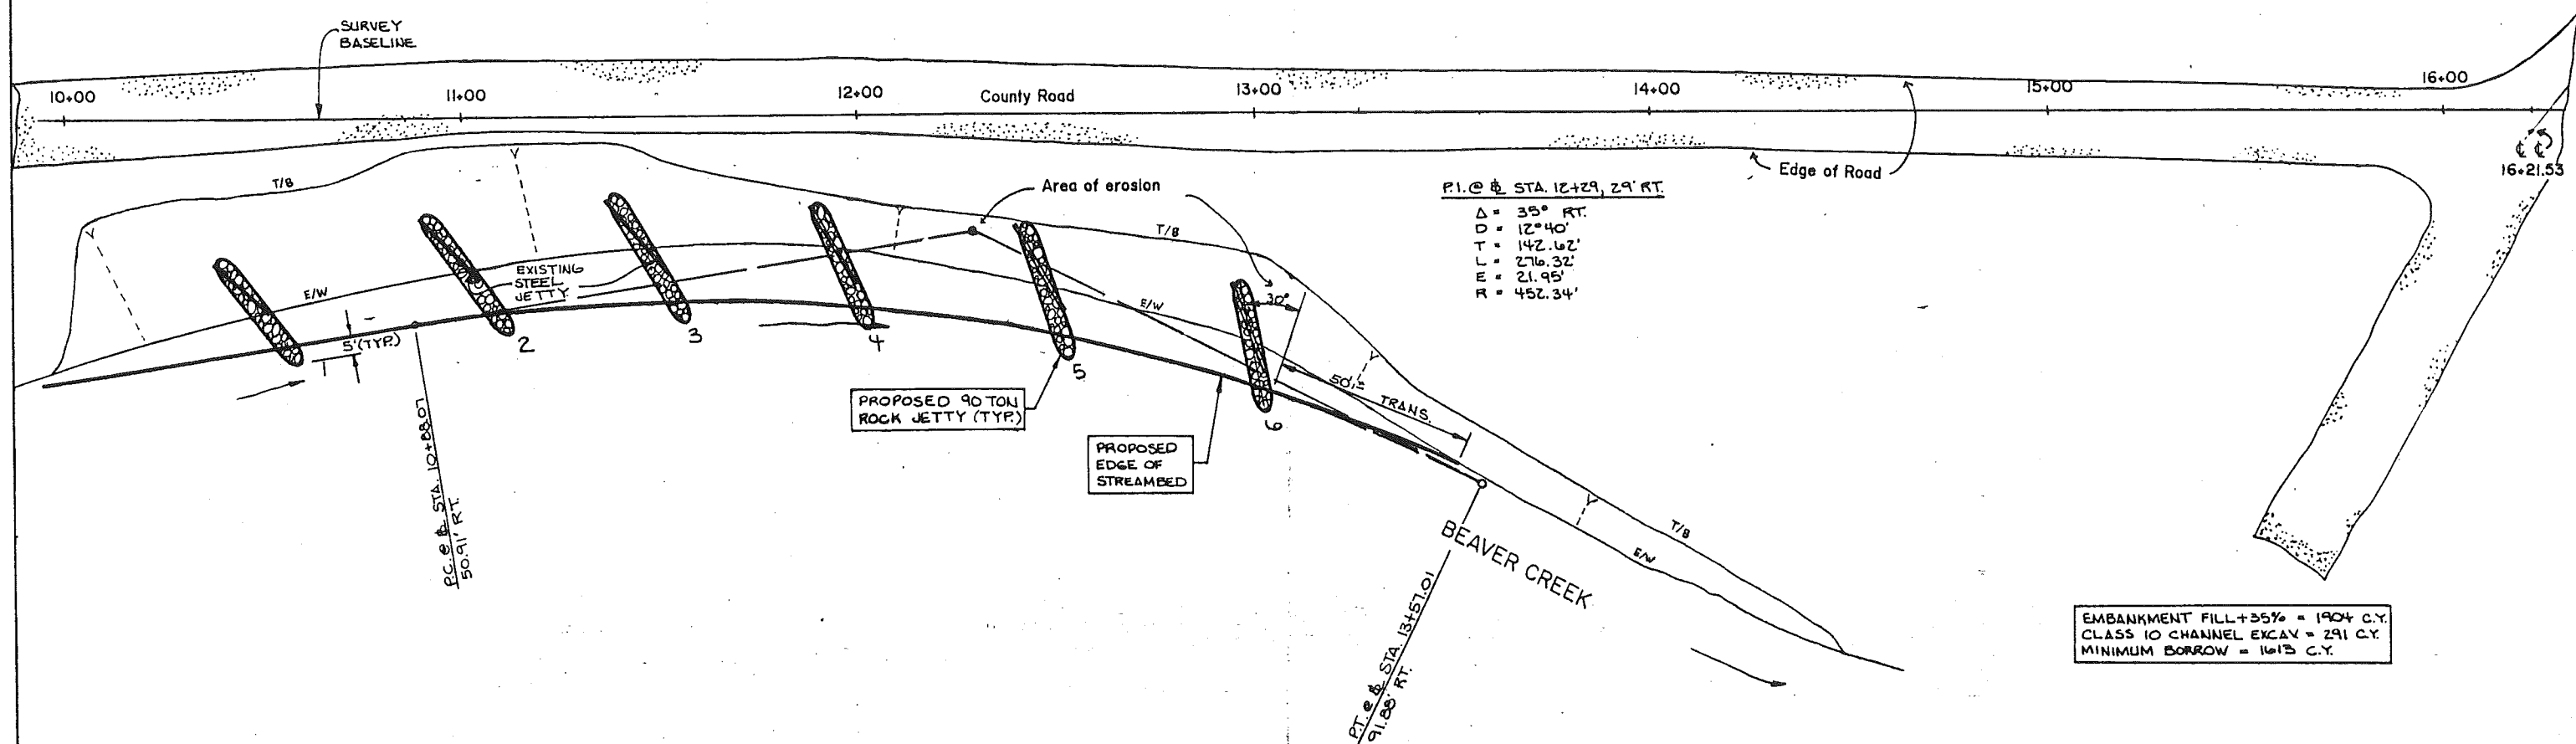 SURVEY
BASELINE
10+00
11+00
12+00
County Road
13+00
14+00
15+00
16+00
16+21.53
Edge of Road
T/B
Area of erosion
T/B
P.I. @ ⅊ STA. 12+29, 29' RT.
Δ = 35° RT.
D = 12°40'
T = 142.62'
L = 276.32'
E = 21.95'
R = 452.34'
EXISTING
STEEL
JETTY
E/W
E/W
30°
5' (TYP.)
1
2
3
4
5
6
50'±
TRANS.
PROPOSED 90 TON
ROCK JETTY (TYP.)
PROPOSED
EDGE OF
STREAMBED
P.C. @ ⅊ STA. 10+88.07
50.91' RT.
P.T. @ ⅊ STA. 13+57.01
91.88' RT.
BEAVER CREEK
T/B
E/W
EMBANKMENT FILL+35% = 1904 C.Y.
CLASS 10 CHANNEL EXCAV = 291 C.Y.
MINIMUM BORROW = 1613 C.Y.